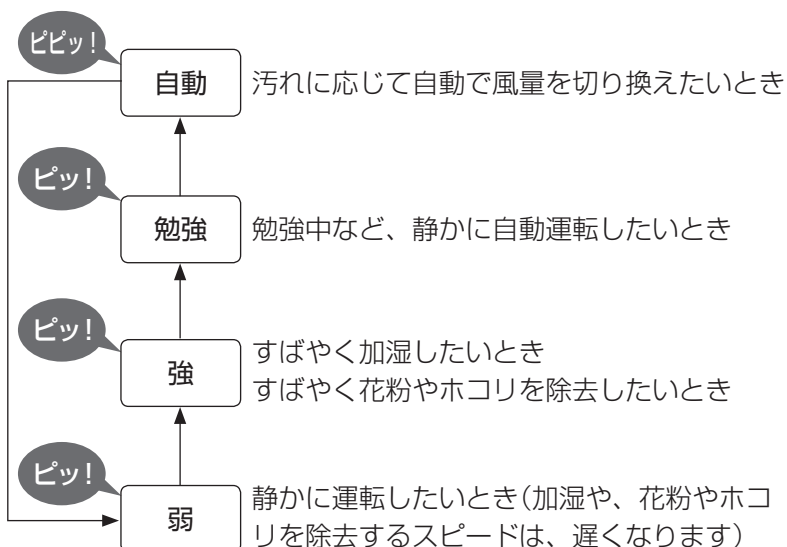 ピピッ!
自動
汚れに応じて自動で風量を切り換えたいとき
ピッ!
勉強
勉強中など、静かに自動運転したいとき
ピッ!
強
すばやく加湿したいとき
すばやく花粉やホコリを除去したいとき
ピッ!
弱
静かに運転したいとき(加湿や、花粉やホコ
リを除去するスピードは、遅くなります)